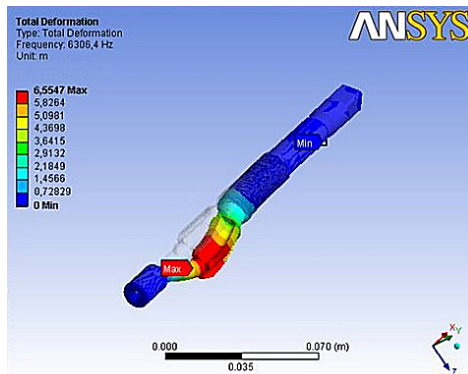 Total Deformation
Type: Total Deformation
Frequency: 6306,4 Hz
Unit: m
ANSYS
6,5547 Max
5,8264
5,0981
4,3698
3,6415
2,9132
2,1849
1,4566
0,72829
0 Min
Min
Max
0.000
0.070 (m)
0.035
X
Y
Z